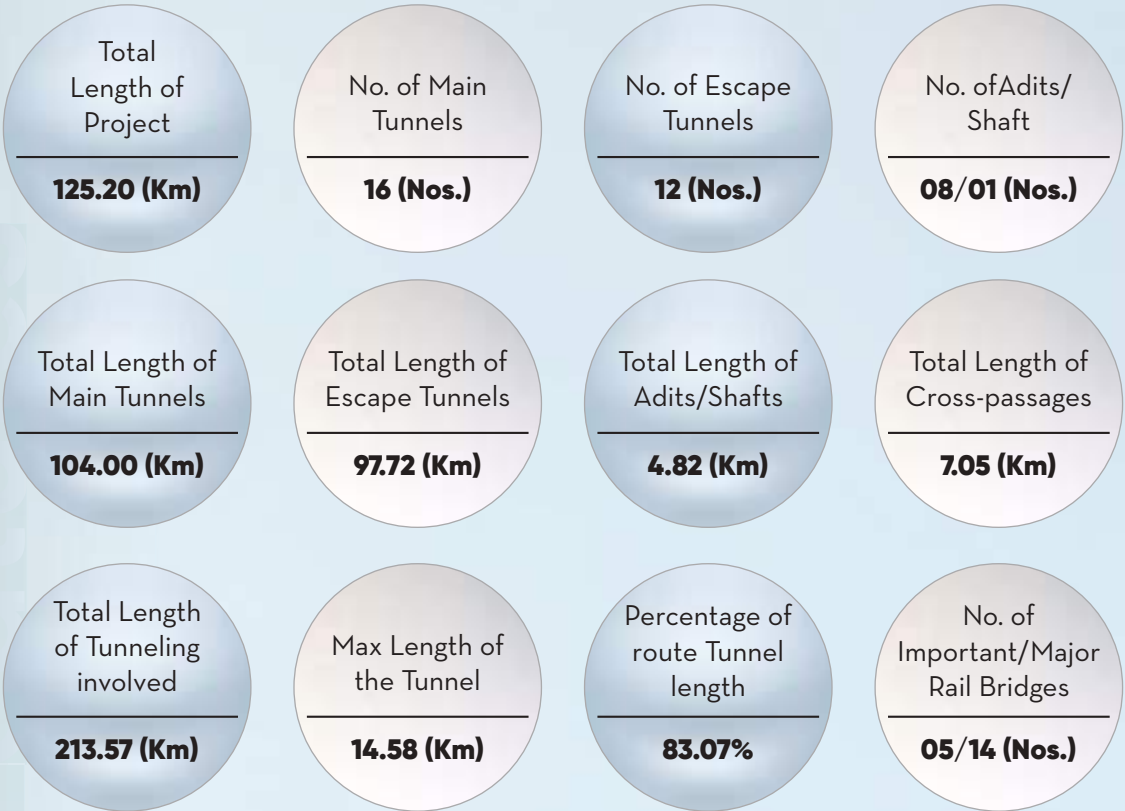 Total
Length of
Project
125.20 (Km)
No. of Main
Tunnels
16 (Nos.)
No. of Escape
Tunnels
12 (Nos.)
No. ofAdits/
Shaft
08/01 (Nos.)
Total Length of
Main Tunnels
104.00 (Km)
Total Length of
Escape Tunnels
97.72 (Km)
Total Length of
Adits/Shafts
4.82 (Km)
Total Length of
Cross-passages
7.05 (Km)
Total Length
of Tunneling
involved
213.57 (Km)
Max Length of
the Tunnel
14.58 (Km)
Percentage of
route Tunnel
length
83.07%
No. of
Important/Major
Rail Bridges
05/14 (Nos.)